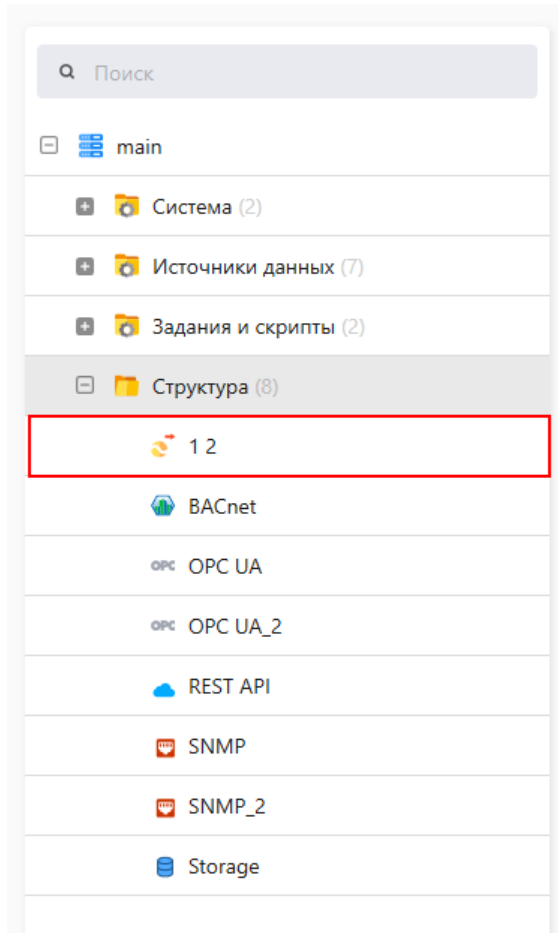 Поиск
main
Система (2)
Источники данных (7)
Задания и скрипты (2)
Структура (8)
1 2
BACnet
OPC OPC UA
OPC OPC UA_2
REST API
SNMP
SNMP_2
Storage